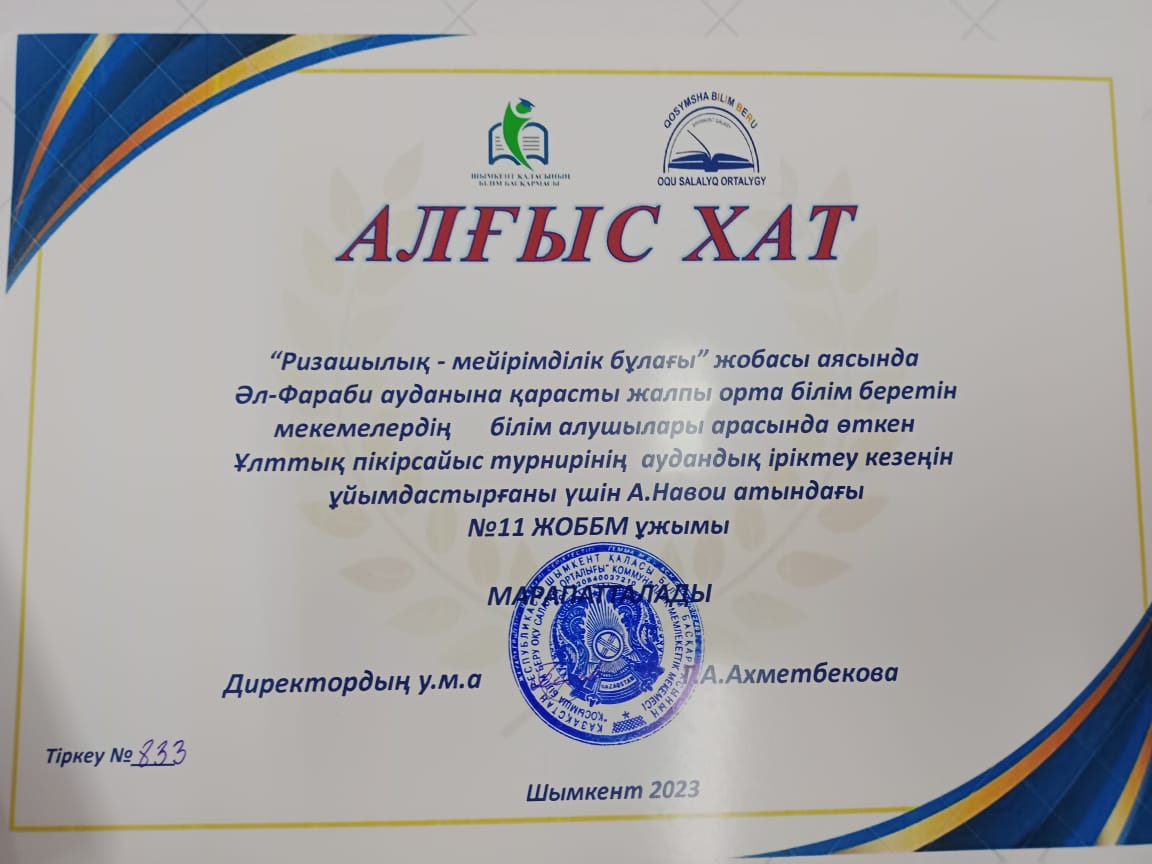 ШЫМКЕНТ ҚАЛАСЫНЫҢ
БІЛІМ БАСҚАРМАСЫ
QOSYMSHA BILIM BERU
OQU SALALYQ ORTALYGY
АЛҒЫС ХАТ
“Ризашылық - мейірімділік бұлағы” жобасы аясында
Әл-Фараби ауданына қарасты жалпы орта білім беретін
мекемелердің білім алушылары арасында өткен
Ұлттық пікірсайыс турнирінің аудандық іріктеу кезеңін
ұйымдастырғаны үшін А.Навои атындағы
№11 ЖОББМ ұжымы
МАРАПАТТАЛАДЫ
Директордың у.м.а
А.Ахметбекова
Тіркеу № 833
Шымкент 2023